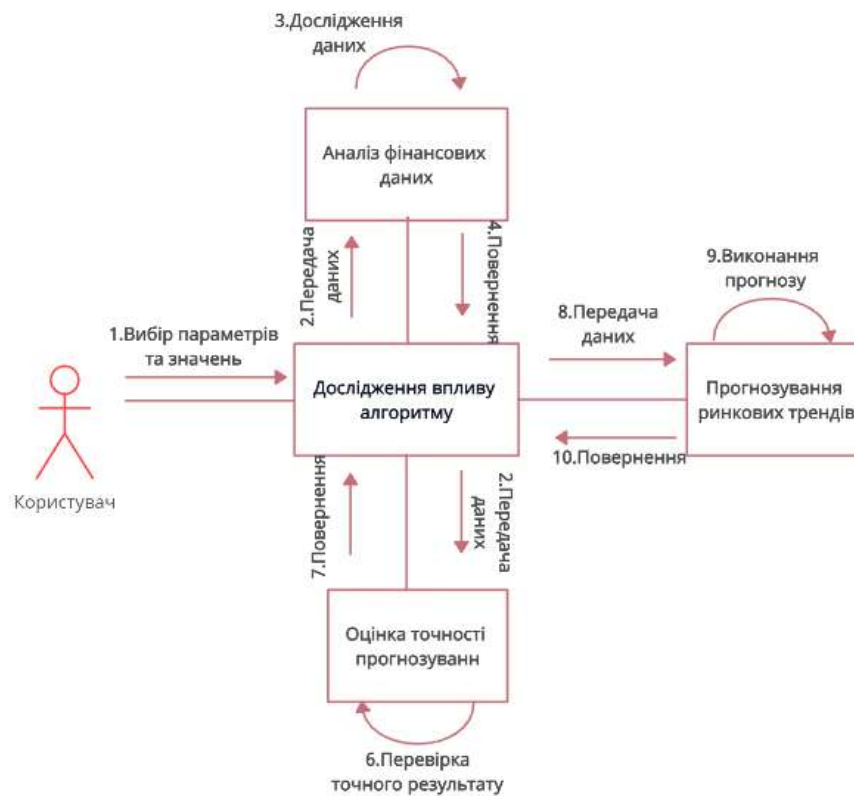 3.Дослідження
даних
Аналіз фінансових
даних
2.Передача
даних
4.Повернення
9.Виконання
прогнозу
1.Вибір параметрів
та значень
8.Передача
даних
Дослідження впливу
алгоритму
Прогнозування
ринкових трендів
10.Повернення
Користувач
7.Повернення
2.Передача
даних
Оцінка точності
прогнозуванн
6.Перевірка
точного результату